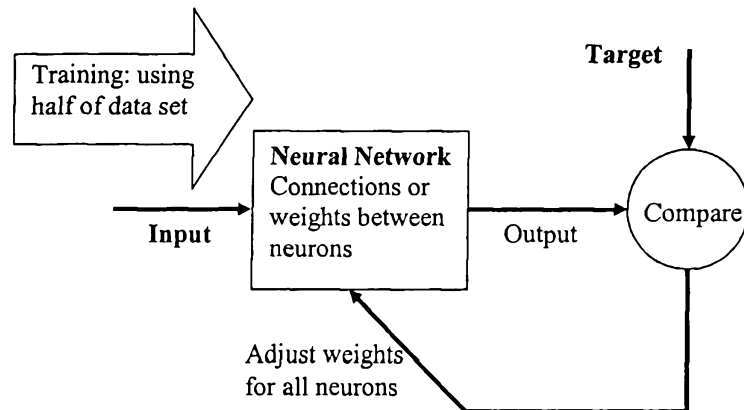 Training: using
half of data set
Target
Neural Network
Connections or
weights between
neurons
Input
Output
Compare
Adjust weights
for all neurons